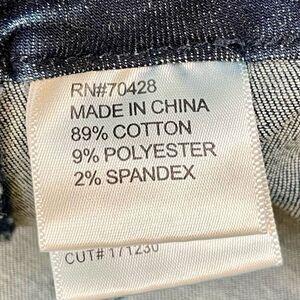 RN#70428
MADE IN CHINA
89% COTTON
9% POLYESTER
2% SPANDEX
CUT# 171230